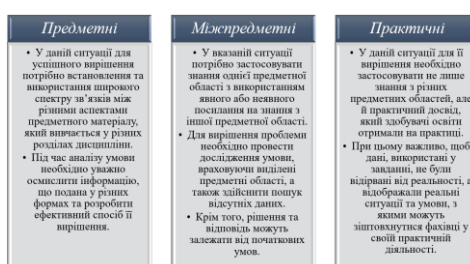 Предметні
• У даній ситуації для
успішного вирішення
потрібно встановлення та
використання широкого
спектру зв'язків між
різними аспектами
предметного матеріалу,
який вивчається у різних
розділах дисципліни.
• Під час аналізу умови
необхідно уважно
осмислити інформацію,
що подана у різних
формах та розробити
ефективний спосіб її
вирішення.
Міжпредметні
• У вказаній ситуації
потрібно застосовувати
знання однієї предметної
області з використанням
явного або неявного
посилання на знання з
іншої предметної області.
• Для вирішення проблеми
необхідно провести
дослідження умови,
враховуючи виділені
предметні області, а
також здійснити пошук
відсутніх даних.
• Крім того, рішення та
відповідь можуть
залежати від початкових
умов.
Практичні
• У даній ситуації для її
вирішення необхідно
застосовувати не лише
знання з різних
предметних областей, але
й практичний досвід,
який здобувачі освіти
отримали на практиці.
• При цьому важливо, щоб
дані, використані у
завданні, не були
відірвані від реальності, а
відображали реальні
ситуації та умови, з
якими можуть
зіштовхнутися фахівці у
своїй практичній
діяльності.